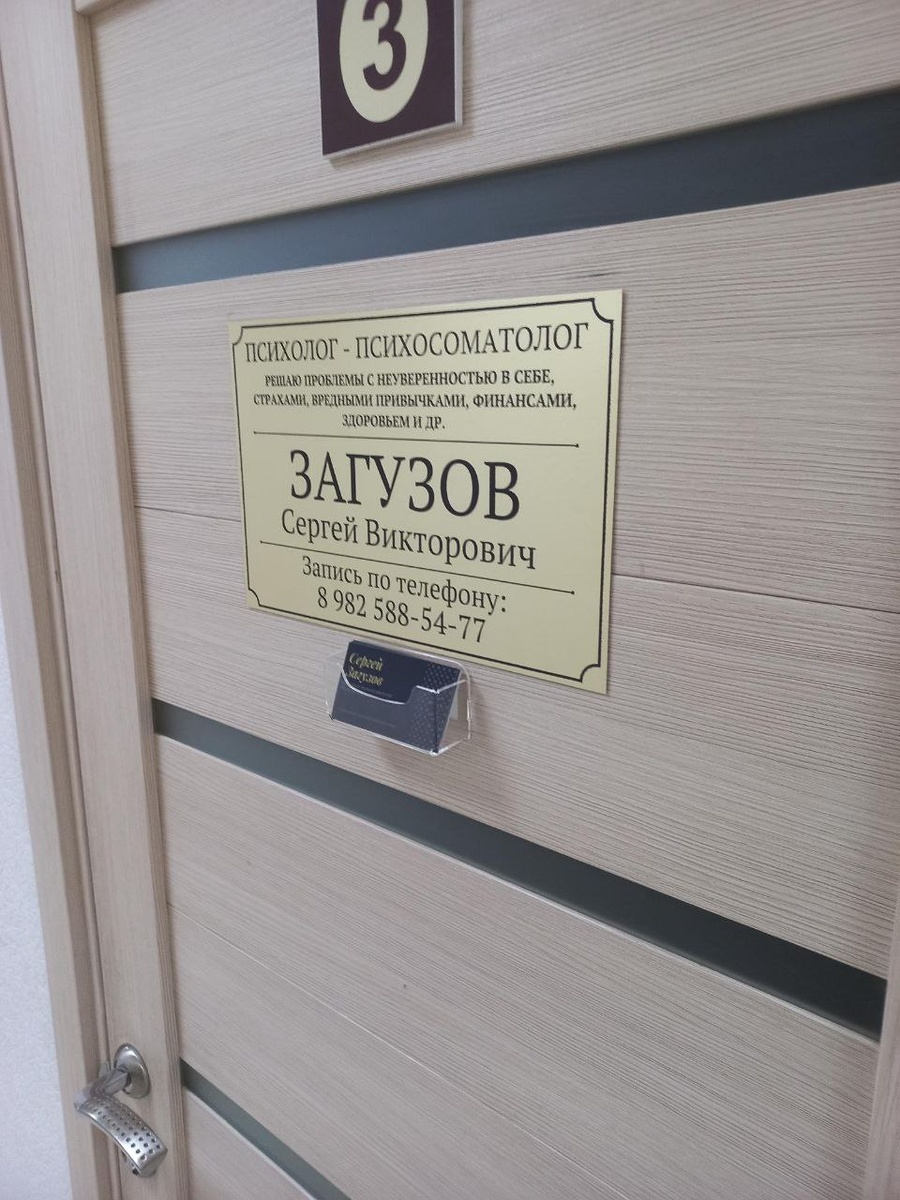 3
ПСИХОЛОГ - ПСИХОСОМАТОЛОГ
РЕШАЮ ПРОБЛЕМЫ С НЕУВЕРЕННОСТЬЮ В СЕБЕ,
СТРАХАМИ, ВРЕДНЫМИ ПРИВЫЧКАМИ, ФИНАНСАМИ,
ЗДОРОВЬЕМ И ДР.
ЗАГУЗОВ
Сергей Викторович
Запись по телефону:
8 982 588-54-77
Сергей
Загузов